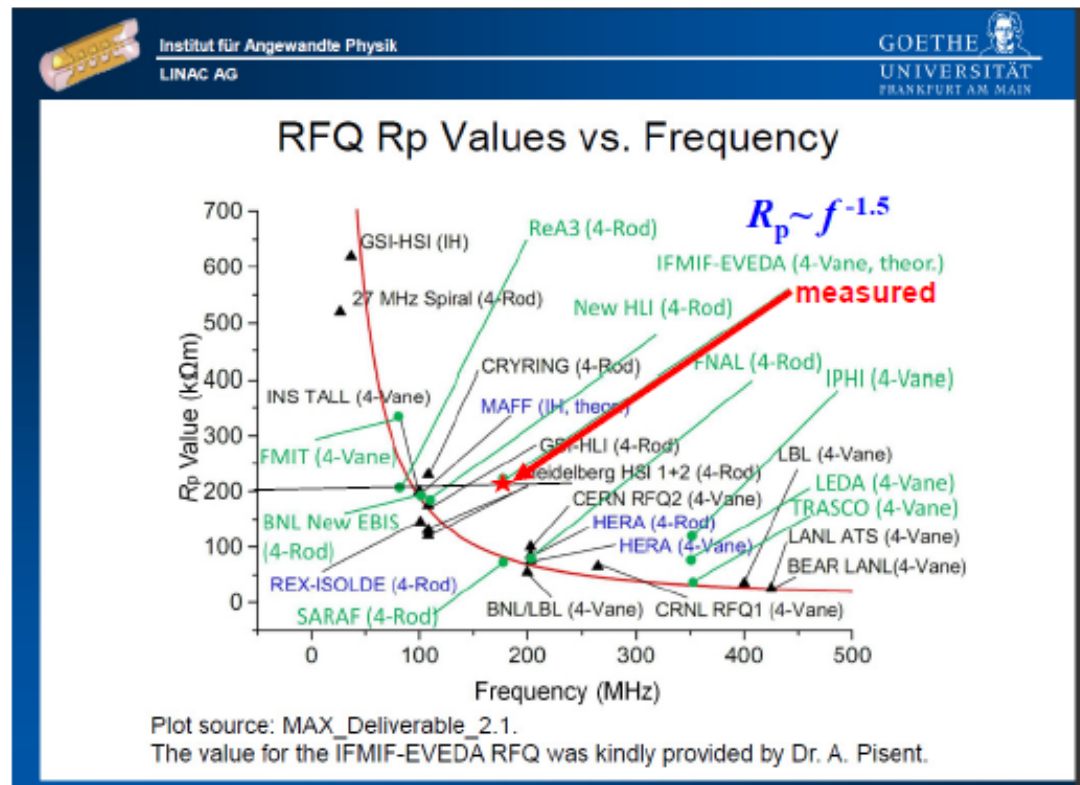 Institut für Angewandte Physik
LINAC AG
GOETHE
UNIVERSITÄT
FRANKFURT AM MAIN
RFQ Rp Values vs. Frequency
Rp ~ f -1.5
700
600
500
400
300
200
100
0
Rp Value (kΩm)
GSI-HSI (IH)
ReA3 (4-Rod)
IFMIF-EVEDA (4-Vane, theor.)
measured
27 MHz Spiral (4-Rod)
New HLI (4-Rod)
CRYRING (4-Rod)
FNAL (4-Rod)
IPHI (4-Vane)
INS TALL (4-Vane)
MAFF (IH, theor.)
GSI-HLI (4-Rod)
FMIT (4-Vane)
Heidelberg HSI 1+2 (4-Rod)
LBL (4-Vane)
LEDA (4-Vane)
CERN RFQ2 (4-Vane)
TRASCO (4-Vane)
BNL New EBIS
(4-Rod)
HERA (4-Rod)
HERA (4-Vane)
LANL ATS (4-Vane)
BEAR LANL(4-Vane)
REX-ISOLDE (4-Rod)
SARAF (4-Rod)
BNL/LBL (4-Vane)
CRNL RFQ1 (4-Vane)
0 100 200 300 400 500
Frequency (MHz)
Plot source: MAX_Deliverable_2.1.
The value for the IFMIF-EVEDA RFQ was kindly provided by Dr. A. Pisent.